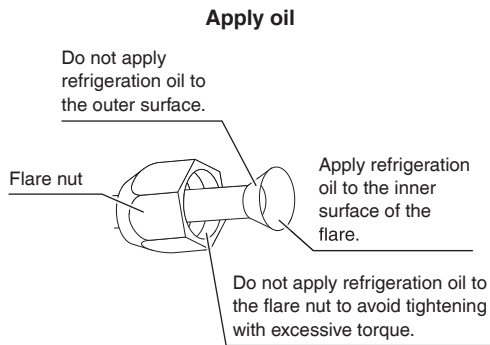 Apply oil
Do not apply
refrigeration oil to
the outer surface.
Flare nut
Apply refrigeration
oil to the inner
surface of the
flare.
Do not apply refrigeration oil to
the flare nut to avoid tightening
with excessive torque.